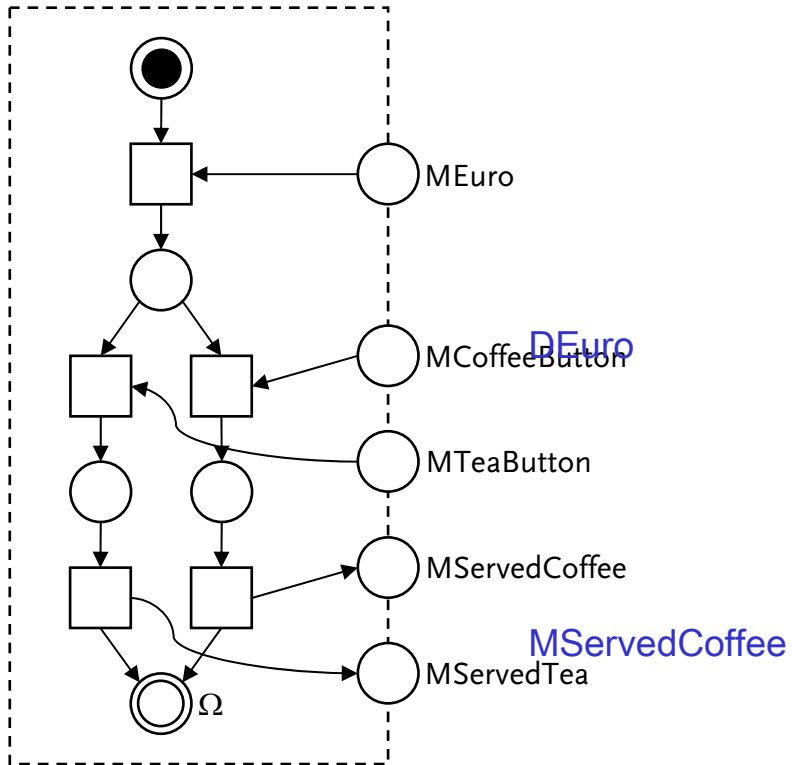 MEuro
DEuro
MCoffeeButton
MTeaButton
MServedCoffee
MServedCoffee
MServedTea
Ω